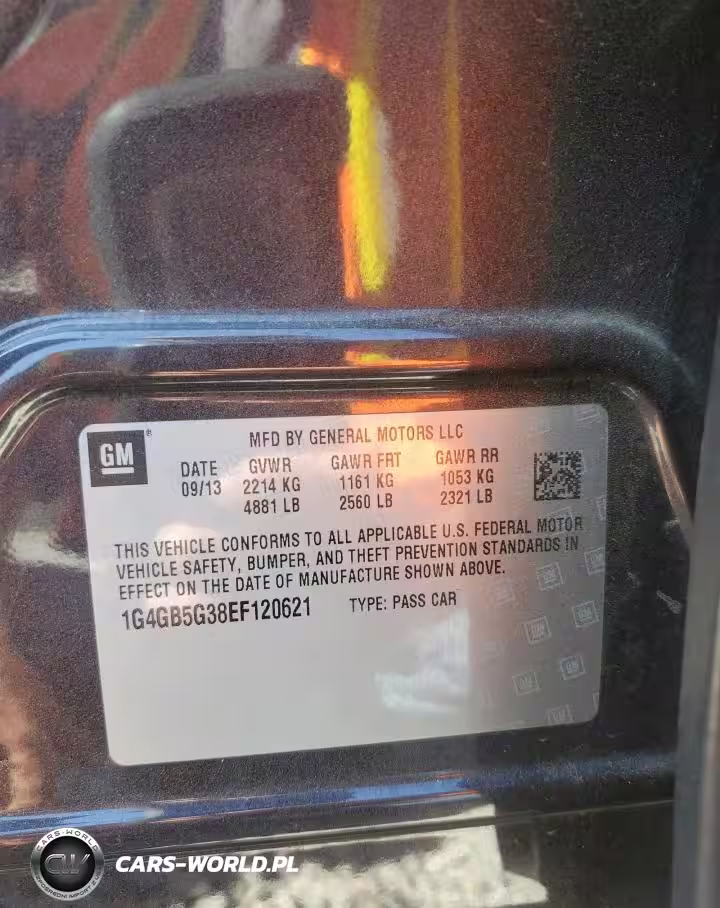 GM
MFD BY GENERAL MOTORS LLC
DATE GVWR GAWR FRT GAWR RR
09/13 2214 KG 1161 KG 1053 KG
4881 LB 2560 LB 2321 LB
THIS VEHICLE CONFORMS TO ALL APPLICABLE U.S. FEDERAL MOTOR
VEHICLE SAFETY, BUMPER, AND THEFT PREVENTION STANDARDS IN
EFFECT ON THE DATE OF MANUFACTURE SHOWN ABOVE.
1G4GB5G38EF120621 TYPE: PASS CAR
CARS-WORLD
CW
CARS-WORLD.PL